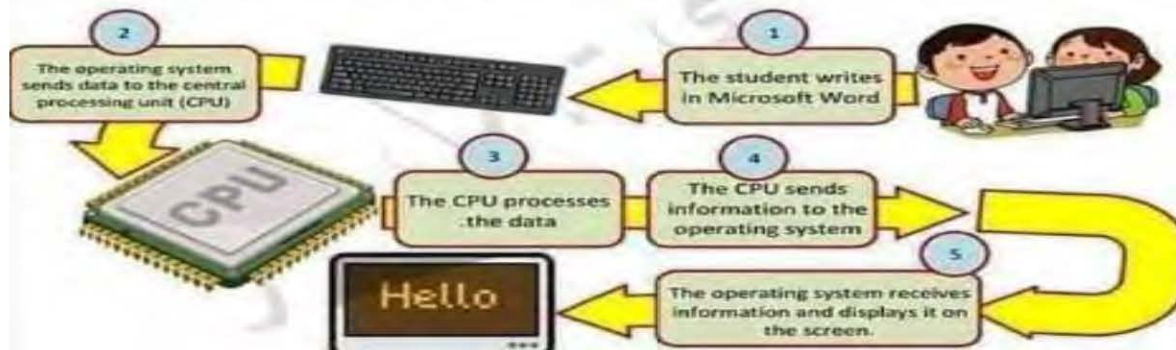 1
The student writes
in Microsoft Word
2
The operating system
sends data to the central
processing unit (CPU)
CPU
3
The CPU processes
.the data
4
The CPU sends
information to the
operating system
5
The operating system receives
information and displays it on
the screen.
Hello